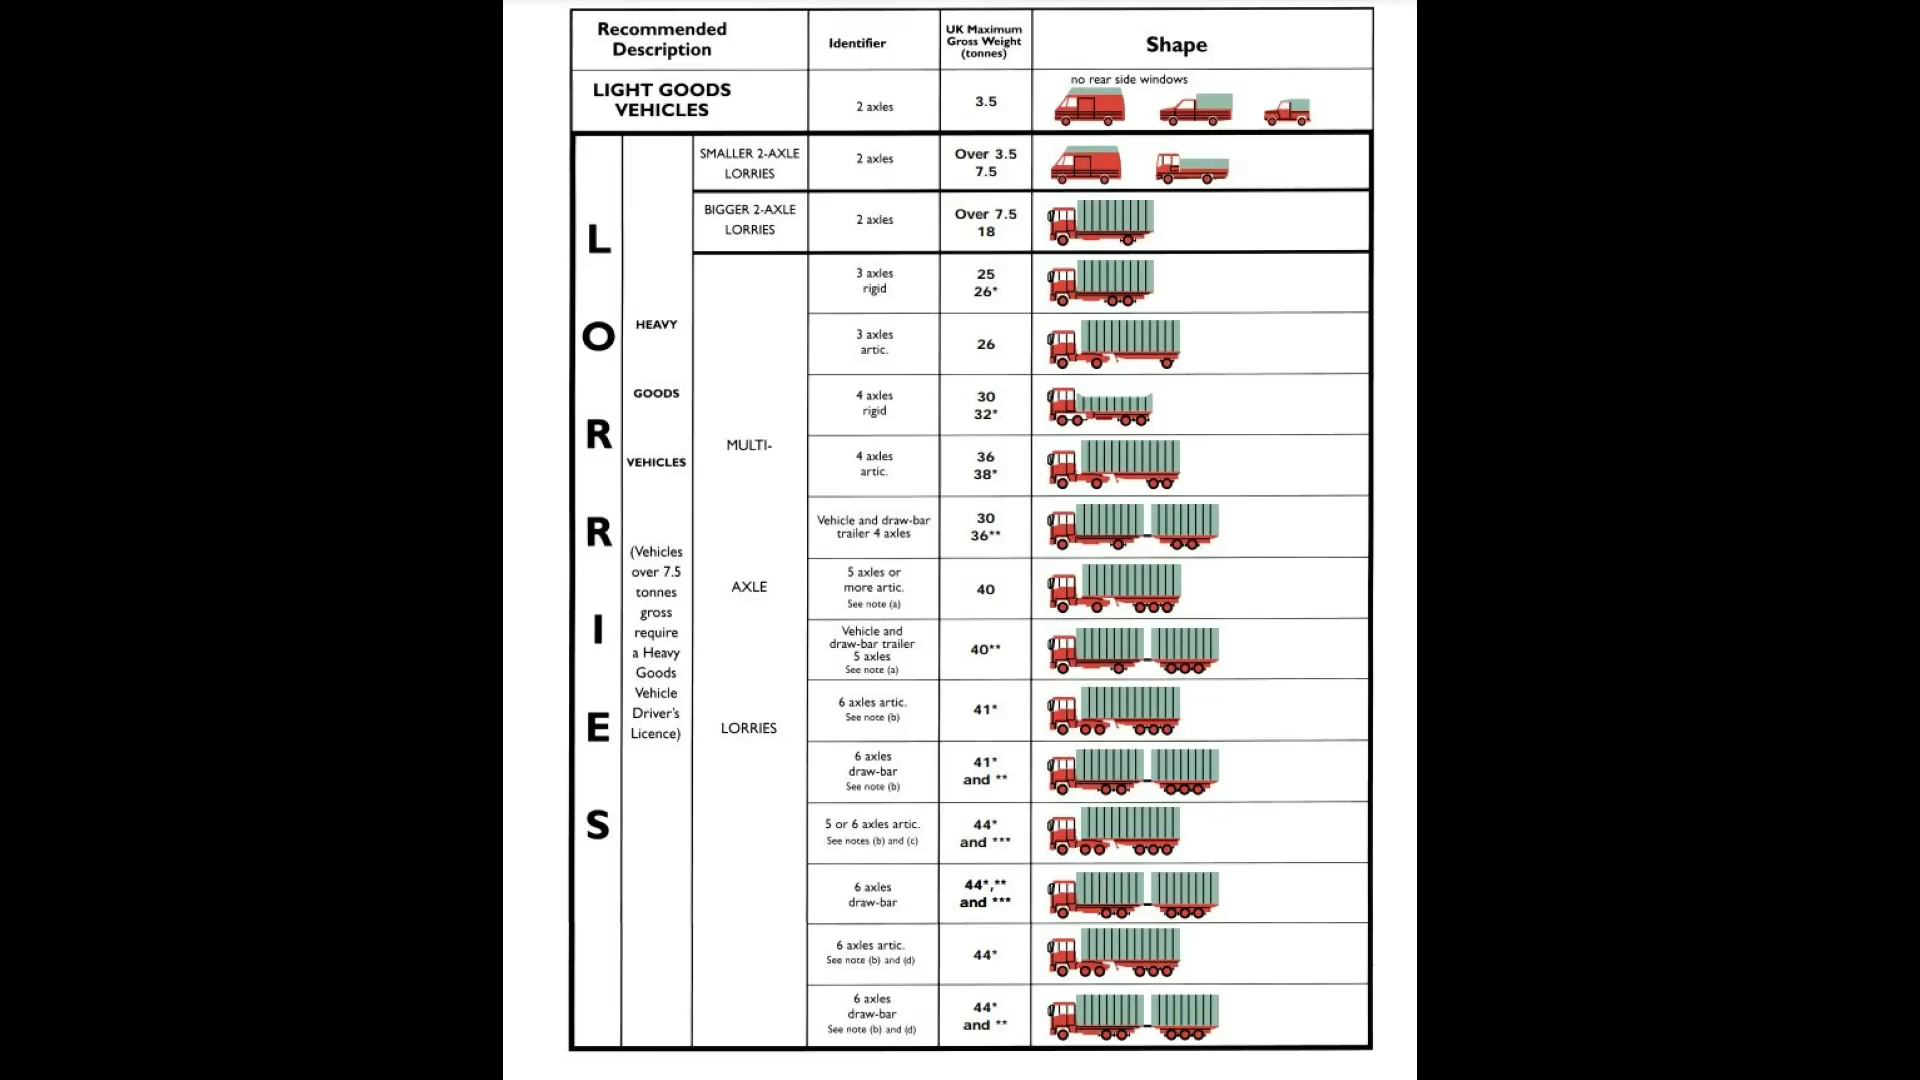 Recommended
Description
Identifier
UK Maximum
Gross Weight
(tonnes)
Shape
LIGHT GOODS
VEHICLES
2 axles
3.5
no rear side windows
LORRIES
HEAVY
GOODS
VEHICLES
(Vehicles
over 7.5
tonnes
gross
require
a Heavy
Goods
Vehicle
Driver's
Licence)
SMALLER 2-AXLE
LORRIES
2 axles
Over 3.5
7.5
BIGGER 2-AXLE
LORRIES
2 axles
Over 7.5
18
MULTI-
AXLE
LORRIES
3 axles
rigid
25
26*
3 axles
artic.
26
4 axles
rigid
30
32*
4 axles
artic.
36
38*
Vehicle and draw-bar
trailer 4 axles
30
36**
5 axles or
more artic.
See note (a)
40
Vehicle and
draw-bar trailer
5 axles
See note (a)
40**
6 axles artic.
See note (b)
41*
6 axles
draw-bar
See note (b)
41*
and **
5 or 6 axles artic.
See notes (b) and (c)
44*
and ***
6 axles
draw-bar
44*,**
and ***
6 axles artic.
See note (b) and (d)
44*
6 axles
draw-bar
See note (b) and (d)
44*
and **